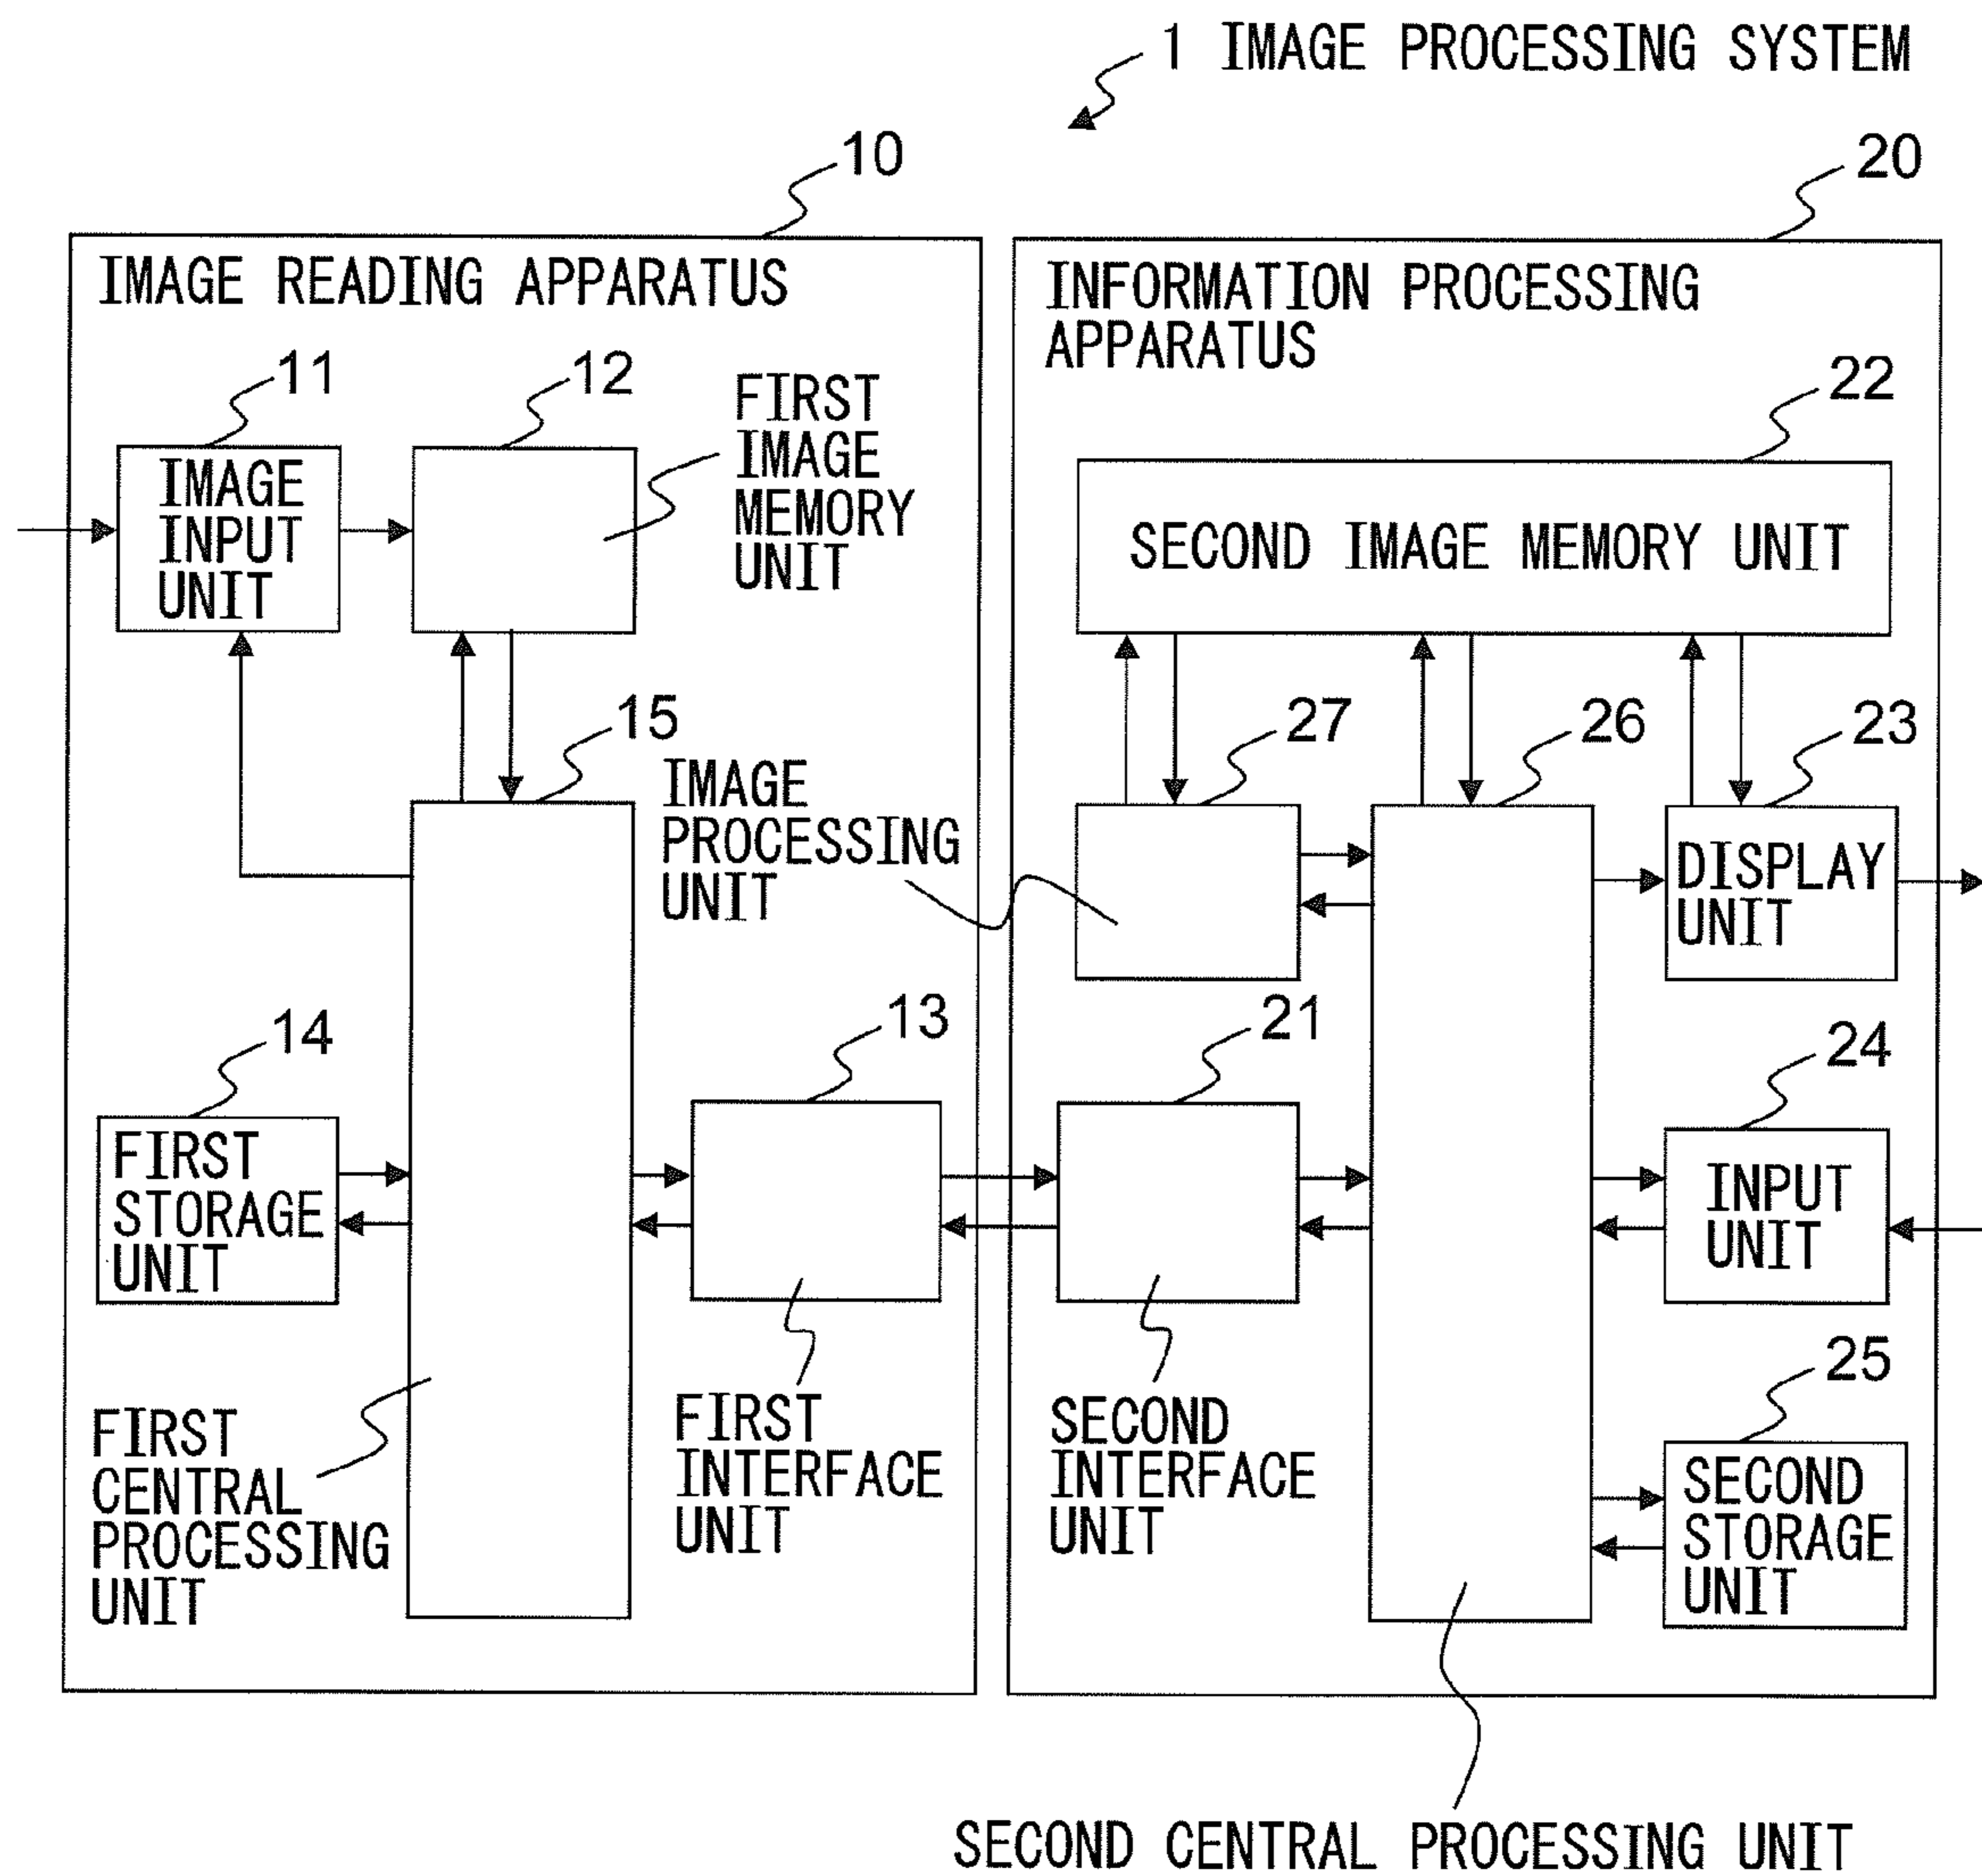 1 IMAGE PROCESSING SYSTEM
10
20
IMAGE READING APPARATUS
11
12
FIRST
IMAGE
MEMORY
UNIT
IMAGE
INPUT
UNIT
15
IMAGE
PROCESSING
UNIT
14
13
FIRST
STORAGE
UNIT
FIRST
CENTRAL
PROCESSING
UNIT
FIRST
INTERFACE
UNIT
INFORMATION PROCESSING
APPARATUS
22
SECOND IMAGE MEMORY UNIT
27
26
23
DISPLAY
UNIT
21
24
INPUT
UNIT
25
SECOND
INTERFACE
UNIT
SECOND
STORAGE
UNIT
SECOND CENTRAL PROCESSING UNIT